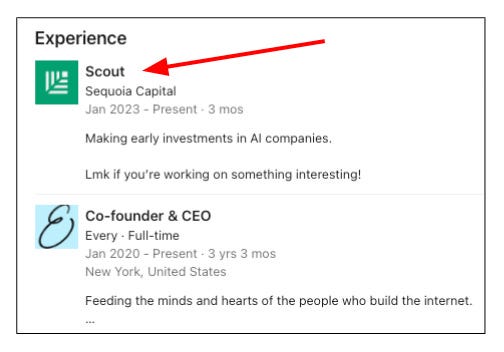 Experience
Scout
Sequoia Capital
Jan 2023 - Present · 3 mos
Making early investments in AI companies.
Lmk if you're working on something interesting!
Co-founder & CEO
Every · Full-time
Jan 2020 - Present · 3 yrs 3 mos
New York, United States
Feeding the minds and hearts of the people who build the internet.
...